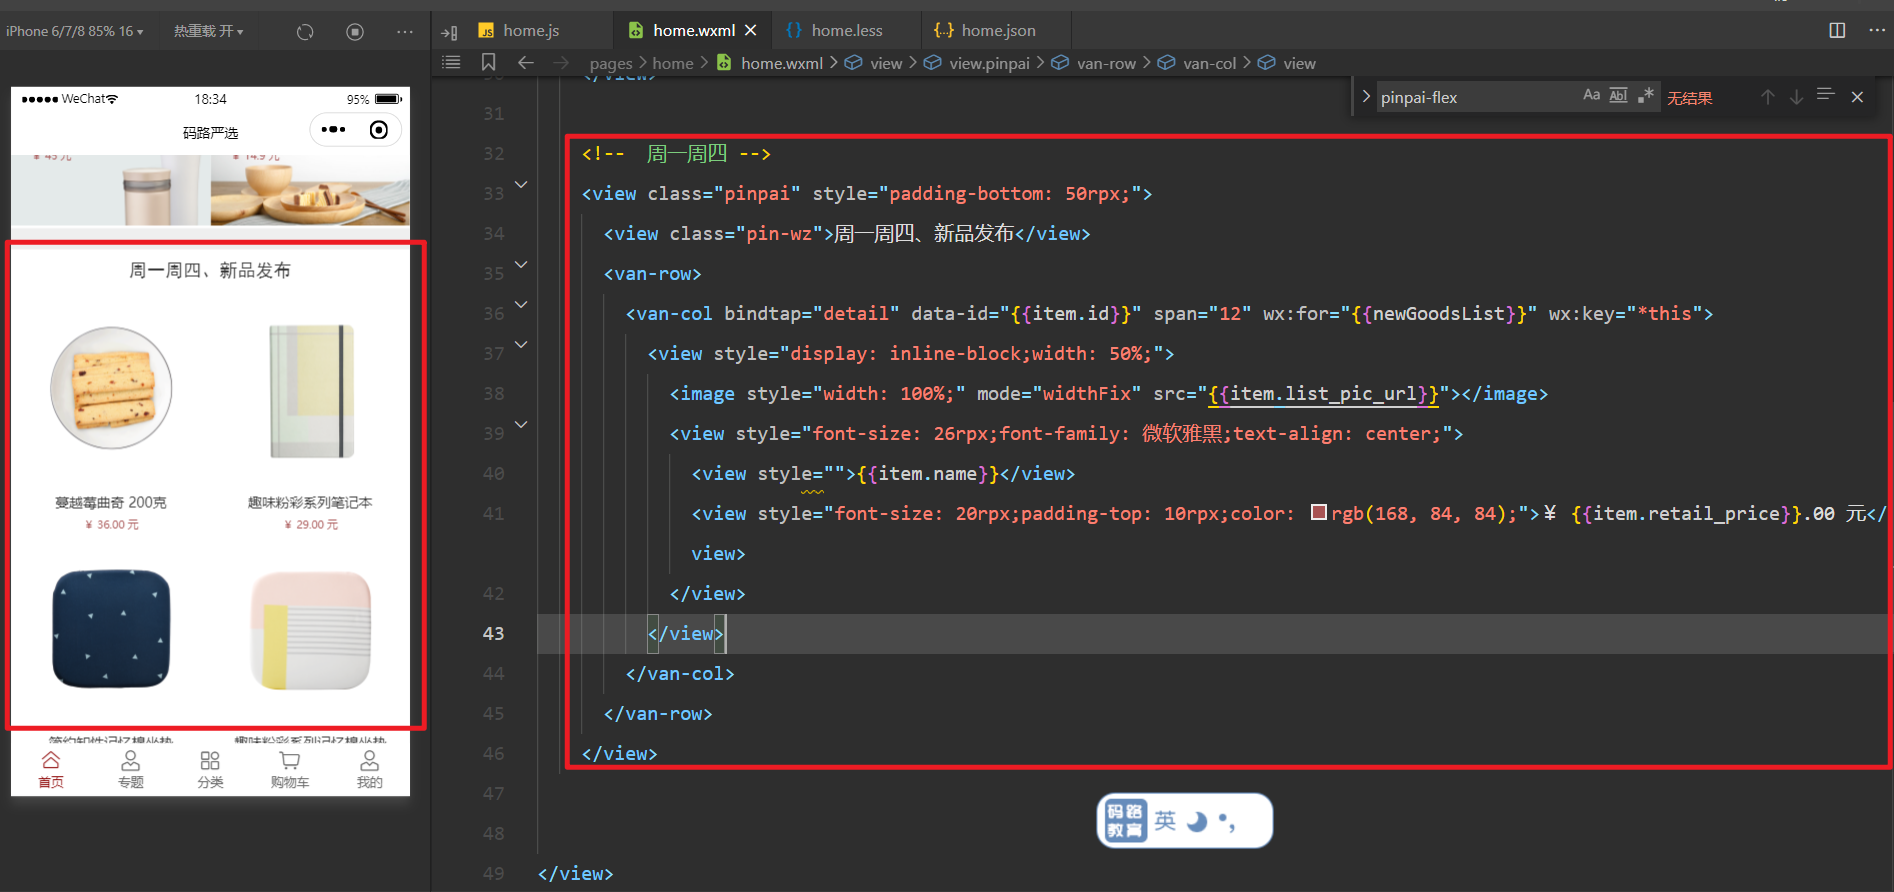 iPhone 6/7/8 85% 16
热重载 开
home.js
home.wxml
home.less
home.json
pages > home > home.wxml > view > view.pinpai > van-row > van-col > view
pinpai-flex
无结果
WeChat
18:34
95%
码路严选
¥ 45 元
¥ 14.9 元
周一周四、新品发布
蔓越莓曲奇 200克
趣味粉彩系列笔记本
¥ 36.00 元
¥ 29.00 元
首页
专题
分类
购物车
我的
</view>
31
32 <!--  周一周四 -->
33 <view class="pinpai" style="padding-bottom: 50rpx;">
34 <view class="pin-wz">周一周四、新品发布</view>
35 <van-row>
36 <van-col bindtap="detail" data-id="{{item.id}}" span="12" wx:for="{{newGoodsList}}" wx:key="*this">
37 <view style="display: inline-block;width: 50%;">
38 <image style="width: 100%;" mode="widthFix" src="{{item.list_pic_url}}"></image>
39 <view style="font-size: 26rpx;font-family: 微软雅黑;text-align: center;">
40 <view style="">{{item.name}}</view>
41 <view style="font-size: 20rpx;padding-top: 10rpx;color: rgb(168, 84, 84);">¥ {{item.retail_price}}.00 元</
view>
42 </view>
43 </view>
44 </van-col>
45 </van-row>
46 </view>
47
48
49 </view>
码路
教育
英